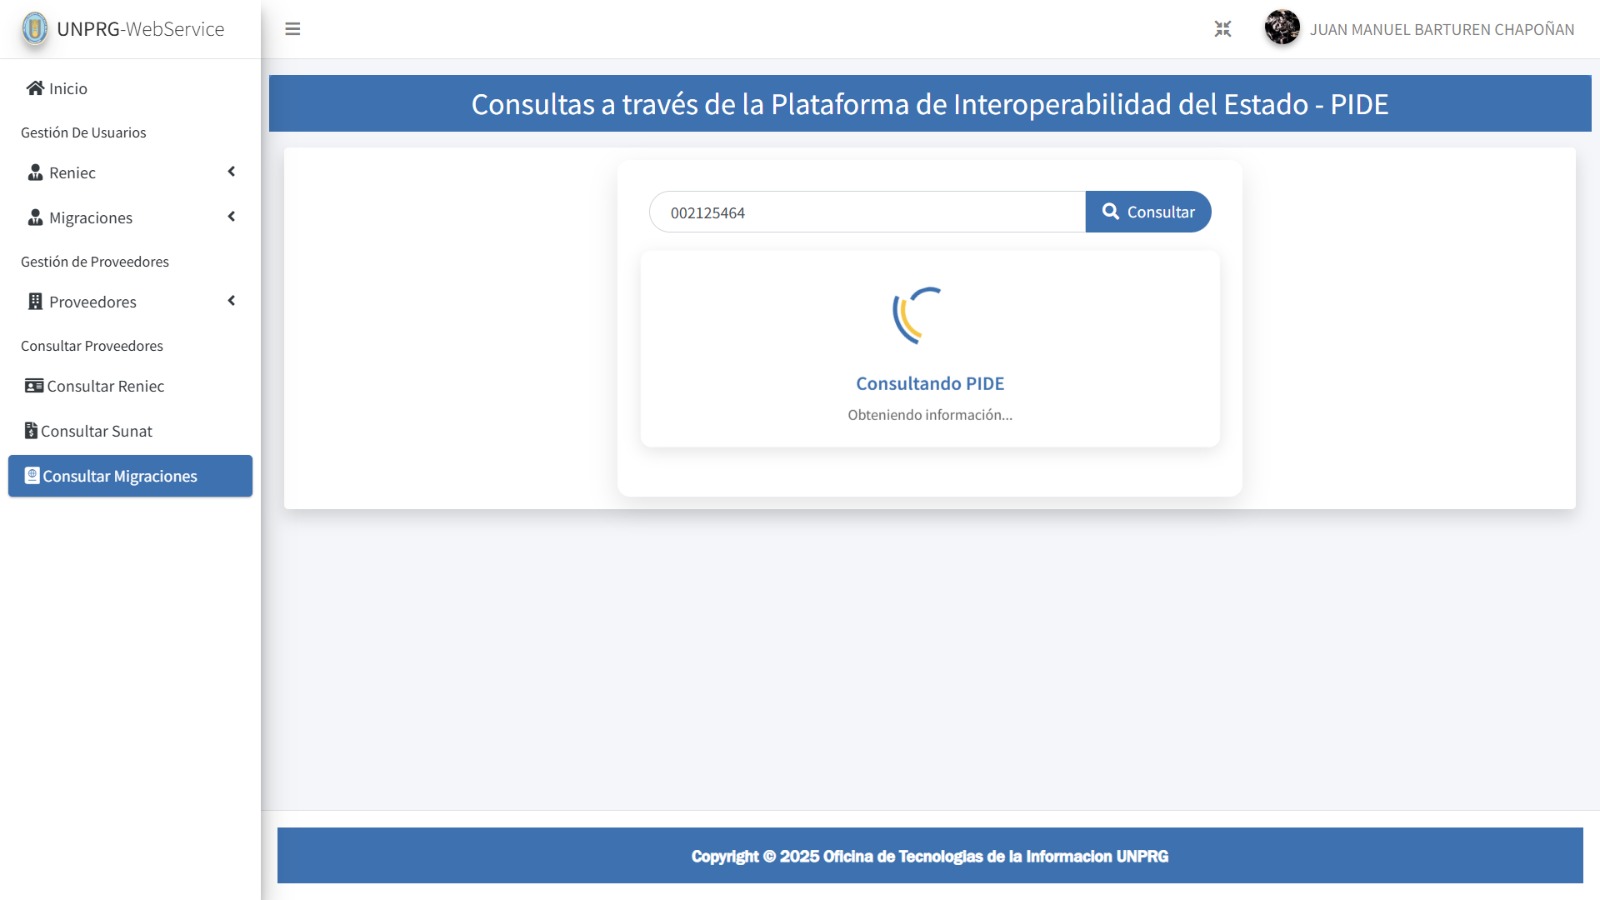 UNPRG-WebService
JUAN MANUEL BARTUREN CHAPOÑAN
Inicio
Gestión De Usuarios
Reniec
Migraciones
Gestión de Proveedores
Proveedores
Consultar Proveedores
Consultar Reniec
Consultar Sunat
Consultar Migraciones
Consultas a través de la Plataforma de Interoperabilidad del Estado - PIDE
002125464
Consultar
Consultando PIDE
Obteniendo información...
Copyright © 2025 Oficina de Tecnologias de la Informacion UNPRG